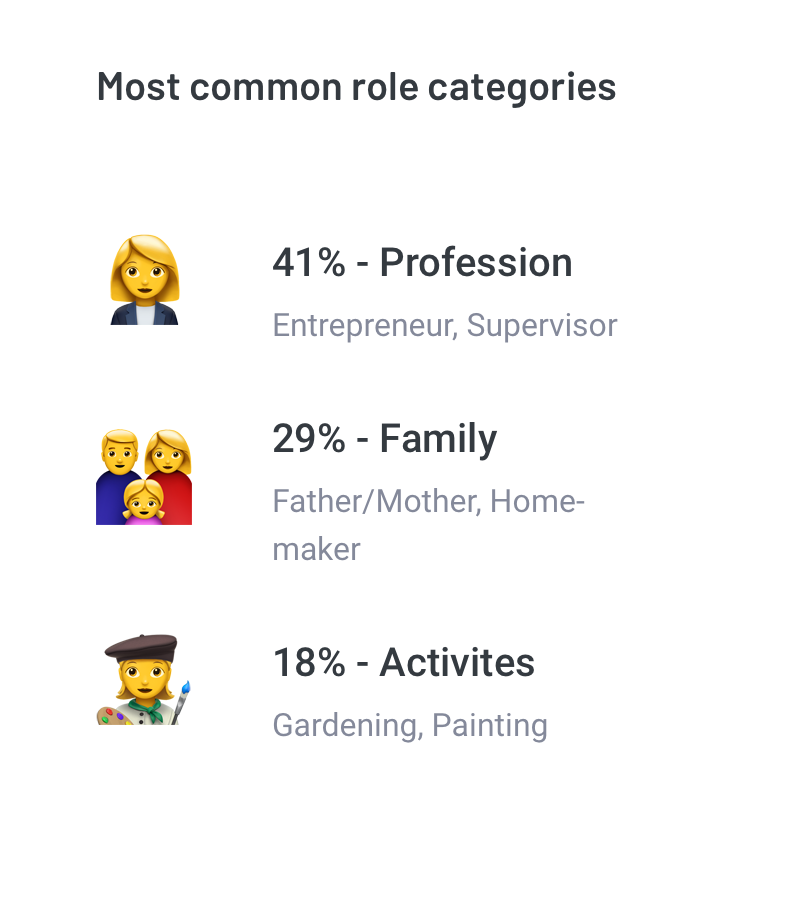 Most common role categories
41% - Profession
Entrepreneur, Supervisor
29% - Family
Father/Mother, Home-
maker
18% - Activites
Gardening, Painting